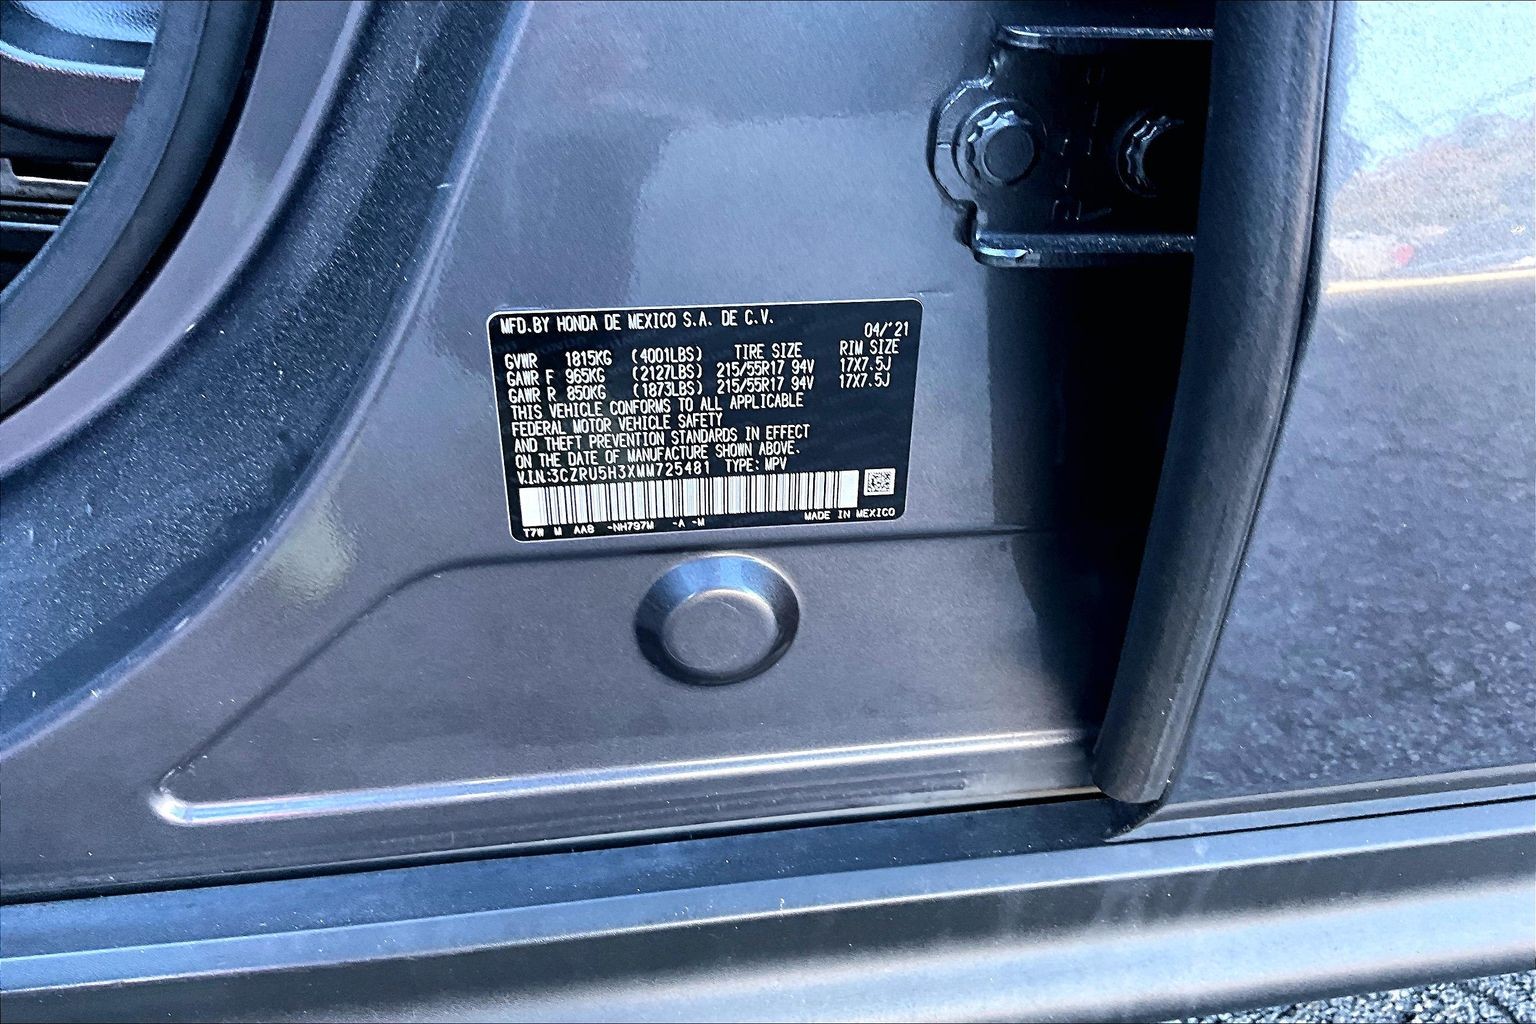 MFD.BY HONDA DE MEXICO S.A. DE C.V.
04/'21
GVWR 1815KG (4001LBS) TIRE SIZE RIM SIZE
GAWR F 965KG (2127LBS) 215/55R17 94V 17X7.5J
GAWR R 850KG (1873LBS) 215/55R17 94V 17X7.5J
THIS VEHICLE CONFORMS TO ALL APPLICABLE
FEDERAL MOTOR VEHICLE SAFETY
AND THEFT PREVENTION STANDARDS IN EFFECT
ON THE DATE OF MANUFACTURE SHOWN ABOVE.
V.I.N:3CZRU5H3XMM725481 TYPE: MPV
T7W M AA8 -NH797M -A -M MADE IN MEXICO